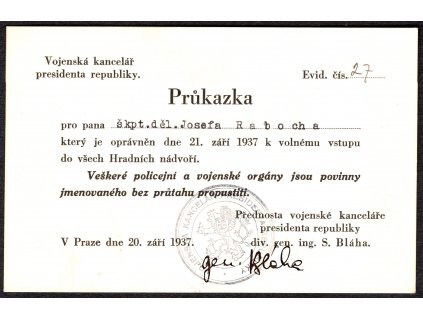 Vojenská kancelář
presidenta republiky.
Evid. čís. 27
Průkazka
pro pana škpt.děl.Josefa Rabocha
který je oprávněn dne 21. září 1937 k volnému vstupu
do všech Hradních nádvoří.
Veškeré policejní a vojenské orgány jsou povinny
jmenovaného bez průtahu propustiti.
Přednosta vojenské kanceláře
presidenta republiky
V Praze dne 20. září 1937.
div. gen. ing. S. Bláha.
gen. Bláha